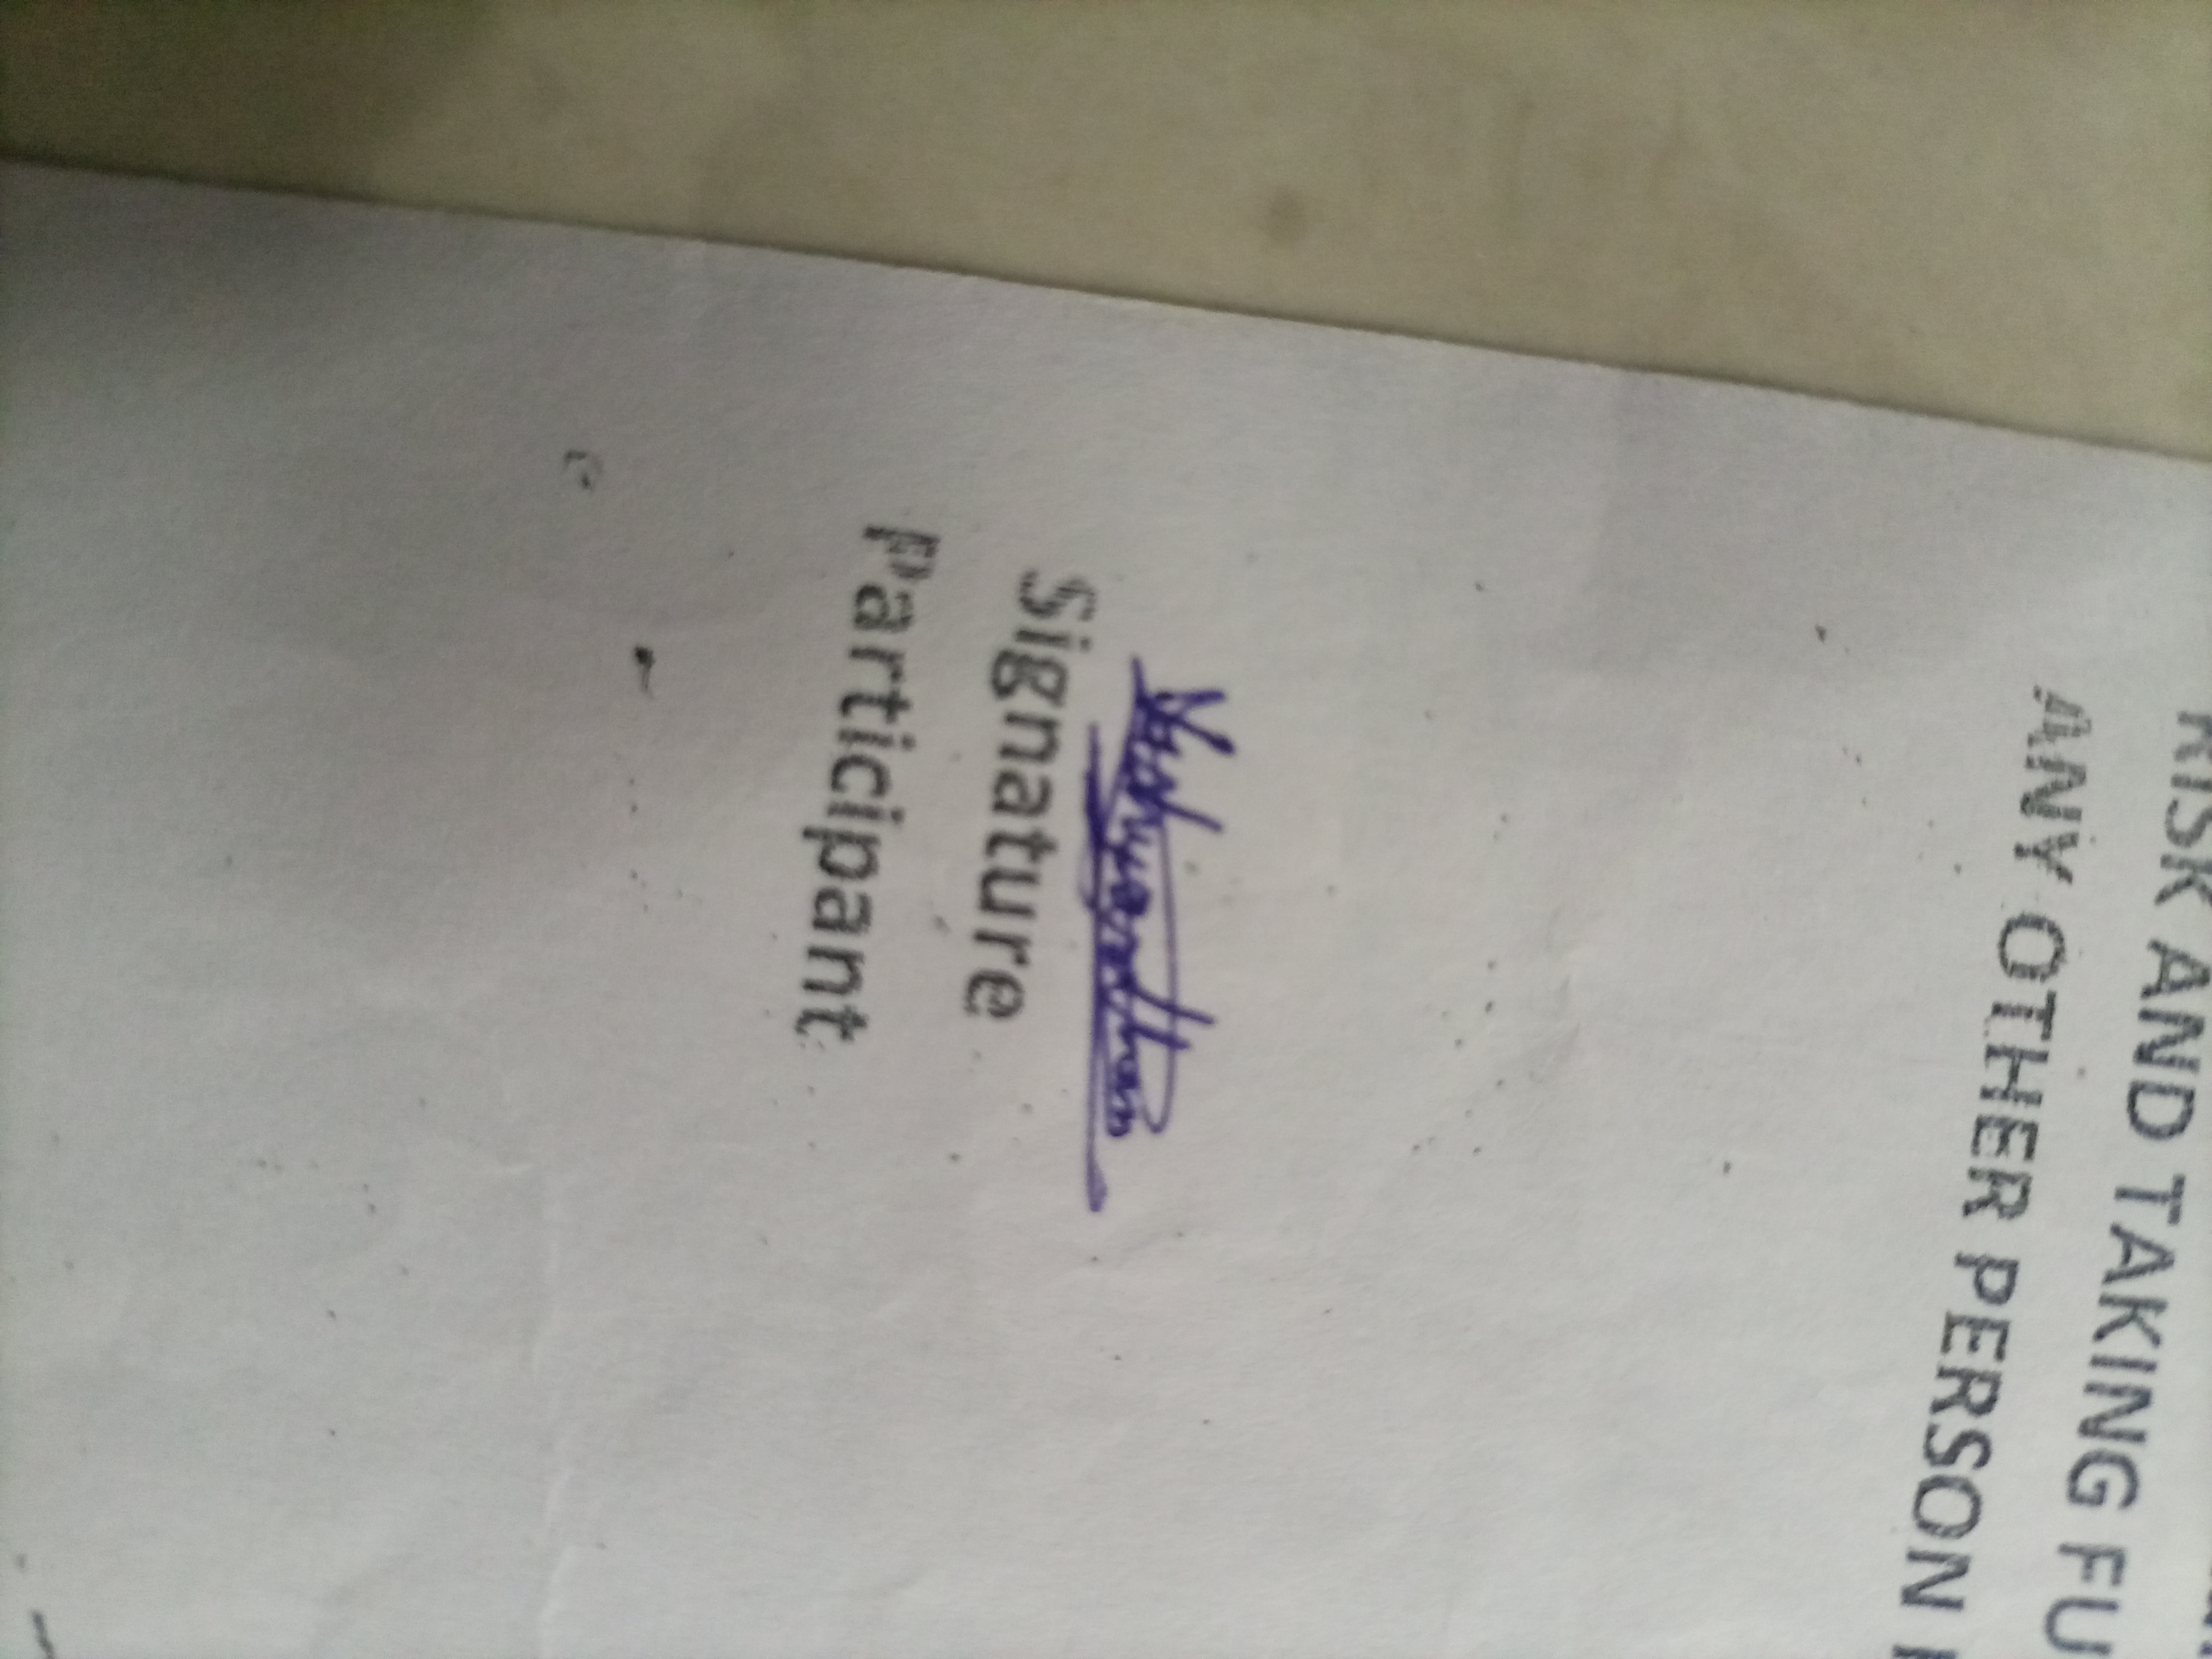 RISK AND TAKING FU
ANY OTHER PERSON
Signature
Participant